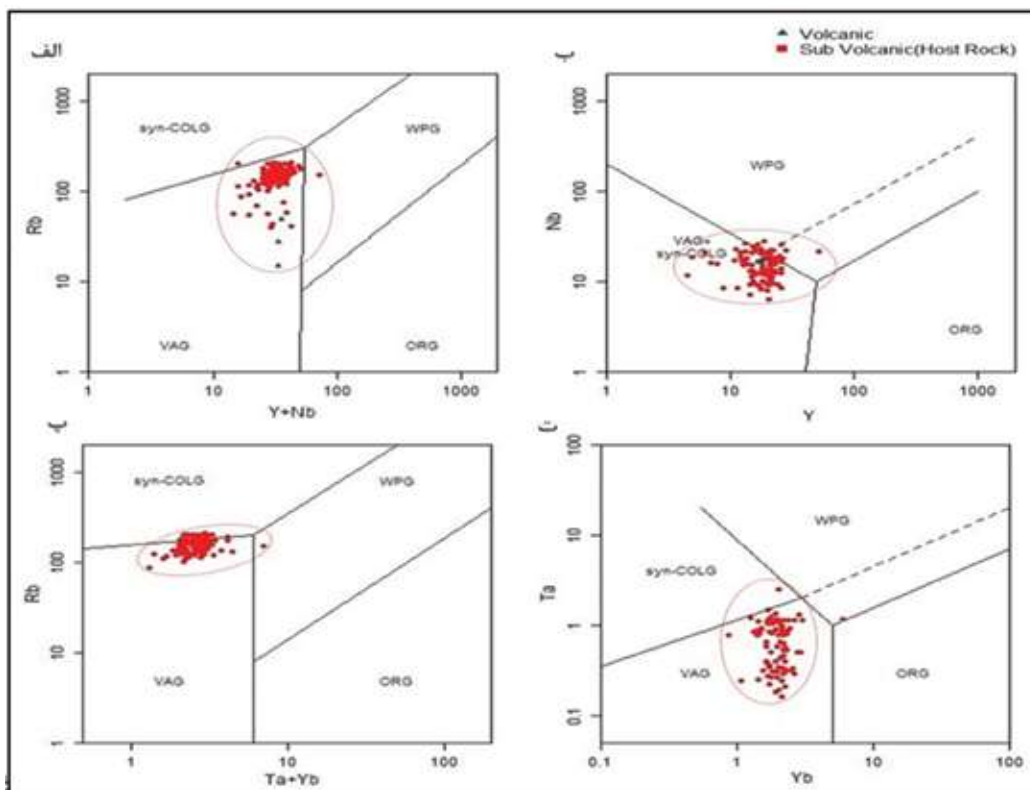 الف
Volcanic
Sub Volcanic(Host Rock)
1000
100
10
1
Rb
syn-COLG
WPG
VAG
ORG
1
10
100
1000
Y+Nb
1000
100
10
1
Nb
WPG
VAG+
syn-COLG
ORG
1
10
100
1000
Y
1000
100
10
1
Rb
syn-COLG
WPG
VAG
ORG
1
10
100
Ta+Yb
100
10
1
0.1
Ta
WPG
syn-COLG
VAG
ORG
0.1
1
10
100
Yb